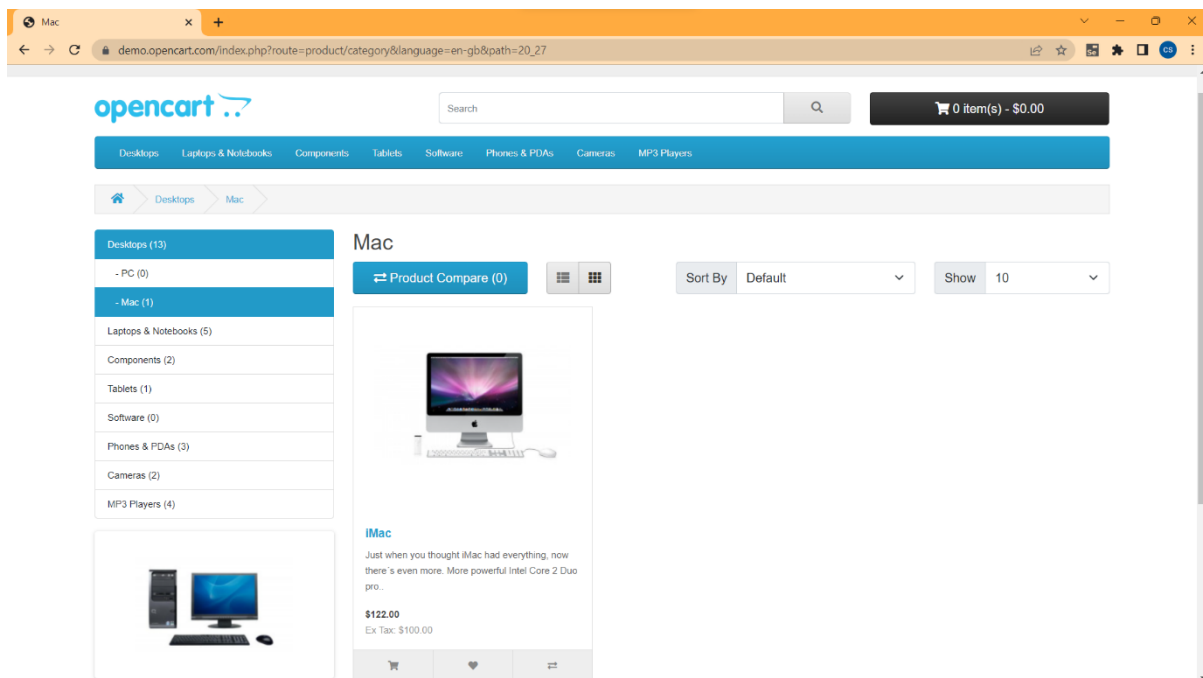 Mac
demo.opencart.com/index.php?route=product/category&language=en-gb&path=20_27
CS
opencart
Search
0 item(s) - $0.00
Desktops Laptops & Notebooks Components Tablets Software Phones & PDAs Cameras MP3 Players
Desktops Mac
Desktops (13)
- PC (0)
- Mac (1)
Laptops & Notebooks (5)
Components (2)
Tablets (1)
Software (0)
Phones & PDAs (3)
Cameras (2)
MP3 Players (4)
Mac
Product Compare (0)
Sort By Default
Show 10
iMac
Just when you thought iMac had everything, now
there´s even more. More powerful Intel Core 2 Duo
pro..
$122.00
Ex Tax: $100.00